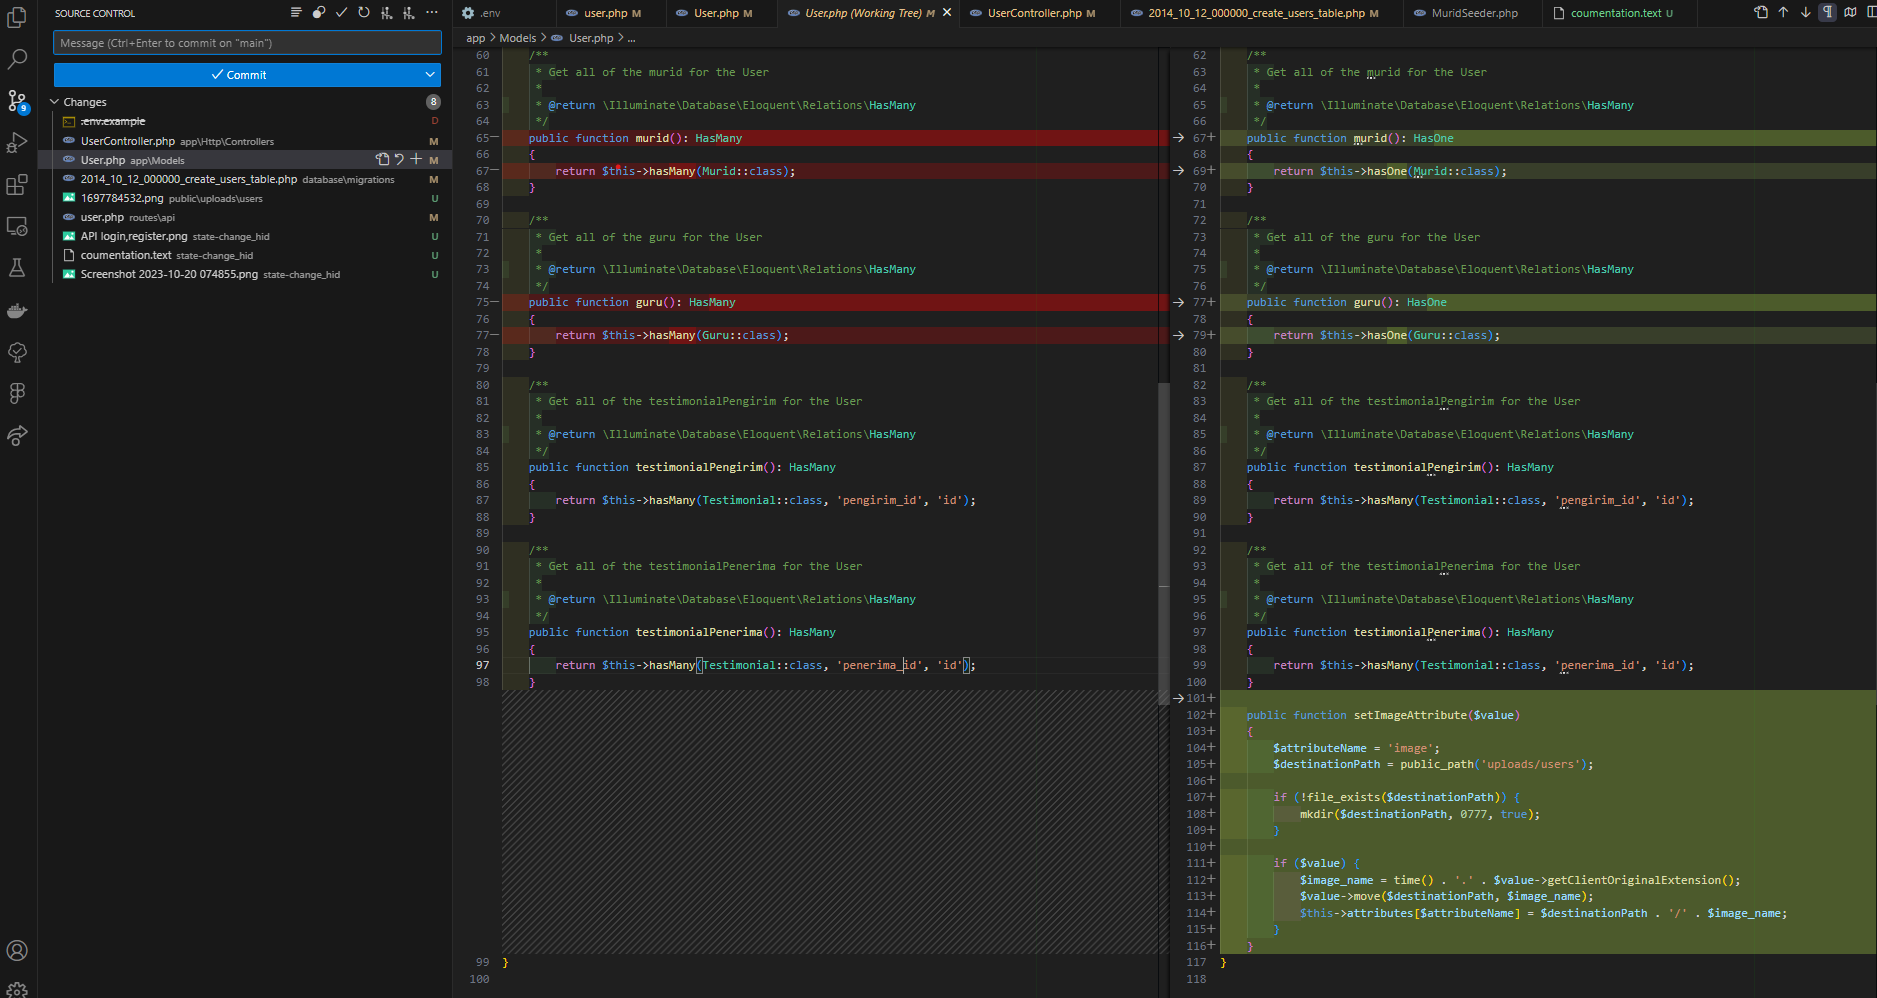 SOURCE CONTROL
Message (Ctrl+Enter to commit on "main")
Commit
Changes 8
9
.env.example D
UserController.php app\Http\Controllers M
User.php app\Models M
2014_10_12_000000_create_users_table.php database\migrations M
1697784532.png public\uploads\users U
user.php routes\api M
API login,register.png state-change_hid U
coumentation.text state-change_hid U
Screenshot 2023-10-20 074855.png state-change_hid U
.env
user.php M
User.php M
User.php (Working Tree) M
UserController.php M
2014_10_12_000000_create_users_table.php M
MuridSeeder.php
coumentation.text U
app > Models > User.php > ...
60 /**
61 * Get all of the murid for the User
62 *
63 * @return \Illuminate\Database\Eloquent\Relations\HasMany
64 */
65— public function murid(): HasMany
66 {
67— return $this->hasMany(Murid::class);
68 }
69
70 /**
71 * Get all of the guru for the User
72 *
73 * @return \Illuminate\Database\Eloquent\Relations\HasMany
74 */
75— public function guru(): HasMany
76 {
77— return $this->hasMany(Guru::class);
78 }
79
80 /**
81 * Get all of the testimonialPengirim for the User
82 *
83 * @return \Illuminate\Database\Eloquent\Relations\HasMany
84 */
85 public function testimonialPengirim(): HasMany
86 {
87 return $this->hasMany(Testimonial::class, 'pengirim_id', 'id');
88 }
89
90 /**
91 * Get all of the testimonialPenerima for the User
92 *
93 * @return \Illuminate\Database\Eloquent\Relations\HasMany
94 */
95 public function testimonialPenerima(): HasMany
96 {
97 return $this->hasMany(Testimonial::class, 'penerima_id', 'id');
98 }
99 }
100
62 /**
63 * Get all of the murid for the User
64 *
65 * @return \Illuminate\Database\Eloquent\Relations\HasMany
66 */
67+ public function murid(): HasOne
68 {
69+ return $this->hasOne(Murid::class);
70 }
71
72 /**
73 * Get all of the guru for the User
74 *
75 * @return \Illuminate\Database\Eloquent\Relations\HasMany
76 */
77+ public function guru(): HasOne
78 {
79+ return $this->hasOne(Guru::class);
80 }
81
82 /**
83 * Get all of the testimonialPengirim for the User
84 *
85 * @return \Illuminate\Database\Eloquent\Relations\HasMany
86 */
87 public function testimonialPengirim(): HasMany
88 {
89 return $this->hasMany(Testimonial::class, 'pengirim_id', 'id');
90 }
91
92 /**
93 * Get all of the testimonialPenerima for the User
94 *
95 * @return \Illuminate\Database\Eloquent\Relations\HasMany
96 */
97 public function testimonialPenerima(): HasMany
98 {
99 return $this->hasMany(Testimonial::class, 'penerima_id', 'id');
100 }
101+
102+ public function setImageAttribute($value)
103+ {
104+ $attributeName = 'image';
105+ $destinationPath = public_path('uploads/users');
106+
107+ if (!file_exists($destinationPath)) {
108+ mkdir($destinationPath, 0777, true);
109+ }
110+
111+ if ($value) {
112+ $image_name = time() . '.' . $value->getClientOriginalExtension();
113+ $value->move($destinationPath, $image_name);
114+ $this->attributes[$attributeName] = $destinationPath . '/' . $image_name;
115+ }
116+ }
117 }
118